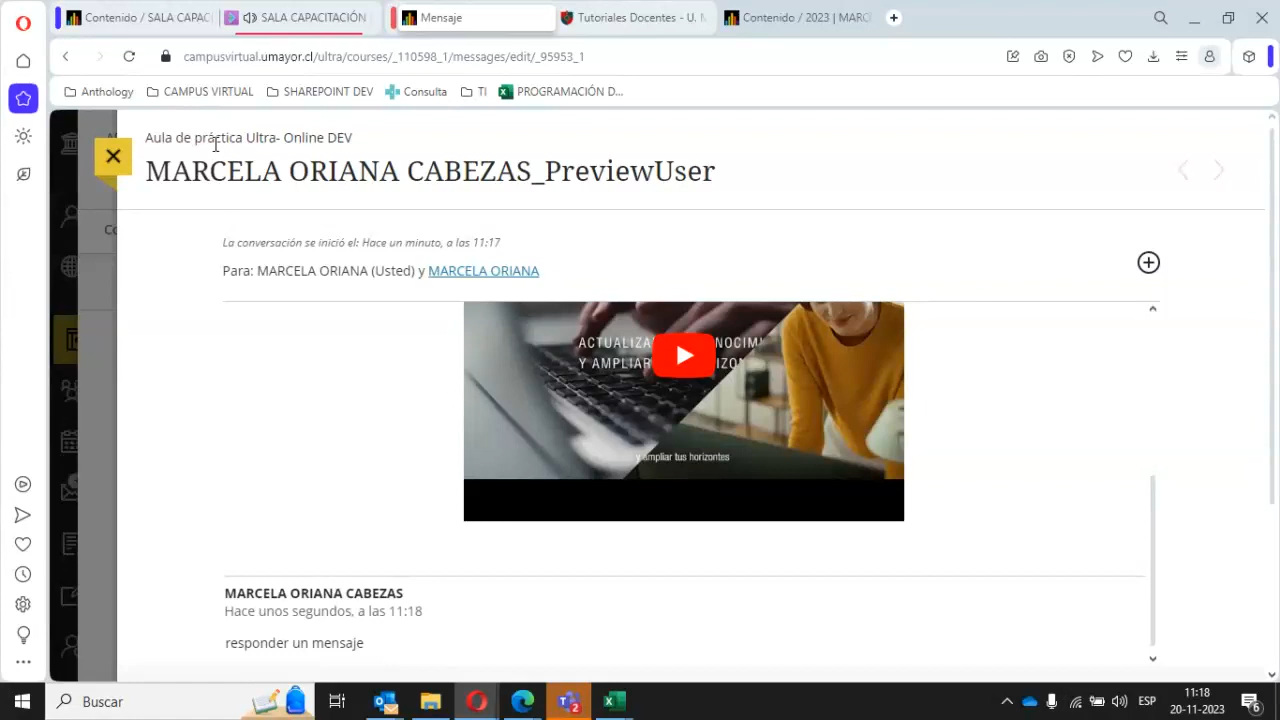 Contenido / SALA CAPAC
SALA CAPACITACIÓN
Mensaje
Tutoriales Docentes - U. M
Contenido / 2023 | MARC
campusvirtual.umayor.cl/ultra/courses/_110598_1/messages/edit/_95953_1
Anthology
CAMPUS VIRTUAL
SHAREPOINT DEV
Consulta
TI
PROGRAMACIÓN D...
Aula de práctica Ultra- Online DEV
MARCELA ORIANA CABEZAS_PreviewUser
La conversación se inició el: Hace un minuto, a las 11:17
Para: MARCELA ORIANA (Usted) y MARCELA ORIANA
y ampliar tus horizontes
MARCELA ORIANA CABEZAS
Hace unos segundos, a las 11:18
responder un mensaje
Buscar
2
ESP
11:18
20-11-2023
6